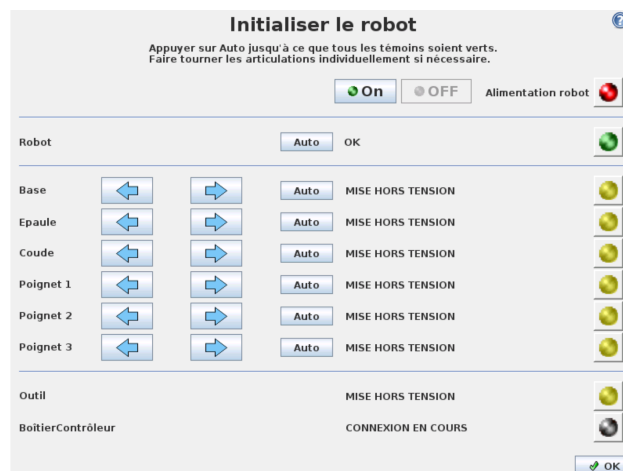 Initialiser le robot
Appuyer sur Auto jusqu'à ce que tous les témoins soient verts.
Faire tourner les articulations individuellement si nécessaire.
On OFF Alimentation robot
Robot Auto OK
Base Auto MISE HORS TENSION
Epaule Auto MISE HORS TENSION
Coude Auto MISE HORS TENSION
Poignet 1 Auto MISE HORS TENSION
Poignet 2 Auto MISE HORS TENSION
Poignet 3 Auto MISE HORS TENSION
Outil MISE HORS TENSION
BoîtierContrôleur CONNEXION EN COURS
OK